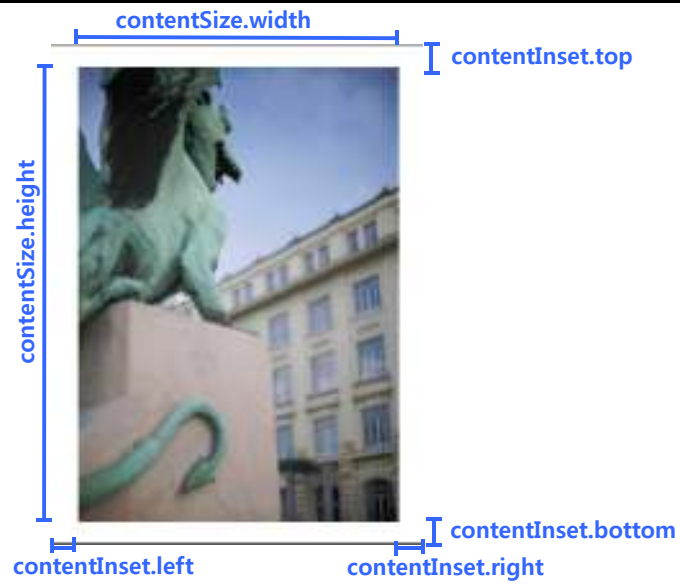 contentSize.width
contentInset.top
contentSize.height
contentInset.bottom
contentInset.left
contentInset.right